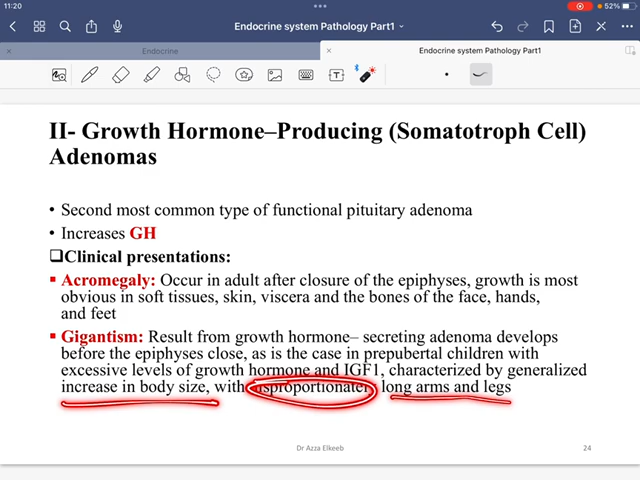 11:20
52%
Endocrine system Pathology Part1
Endocrine
Endocrine system Pathology Part1
II- Growth Hormone–Producing (Somatotroph Cell)
Adenomas
• Second most common type of functional pituitary adenoma
• Increases GH
❑Clinical presentations:
▪ Acromegaly: Occur in adult after closure of the epiphyses, growth is most
obvious in soft tissues, skin, viscera and the bones of the face, hands,
and feet
▪ Gigantism: Result from growth hormone– secreting adenoma develops
before the epiphyses close, as is the case in prepubertal children with
excessive levels of growth hormone and IGF1, characterized by generalized
increase in body size, with disproportionately long arms and legs
Dr Azza Elkeeb
24